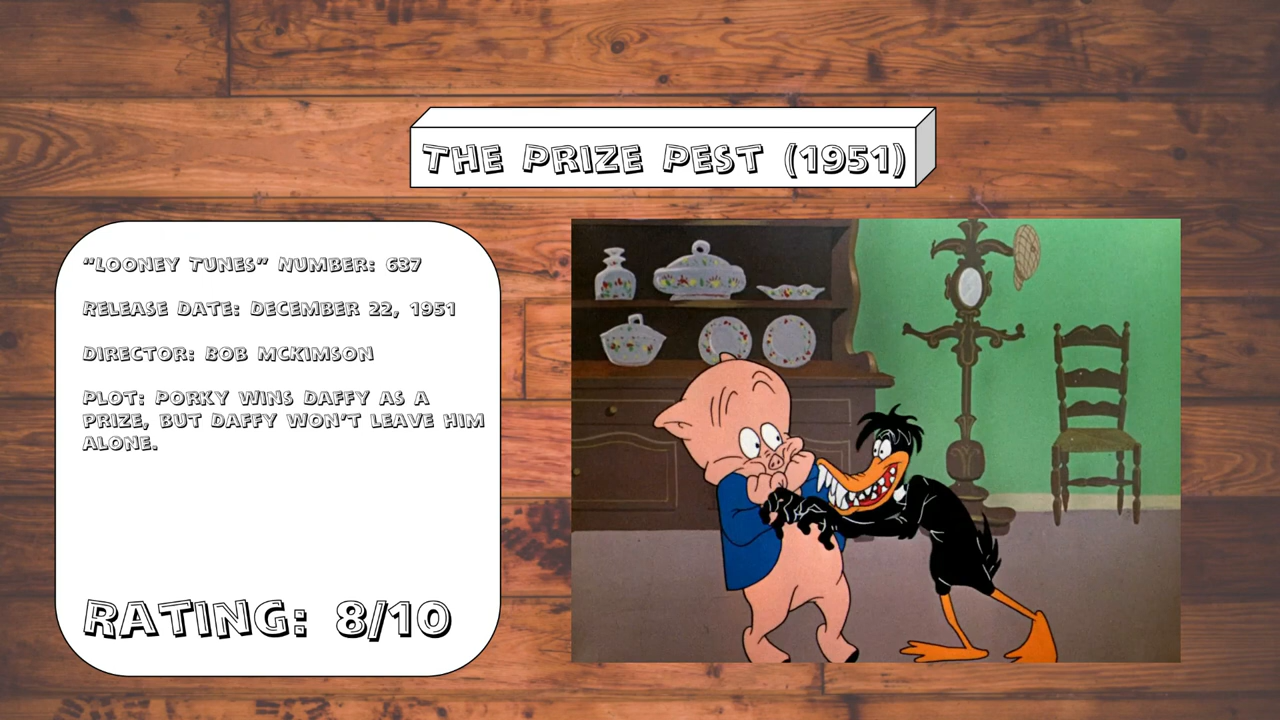 THE PRIZE PEST (1951)
"LOONEY TUNES" NUMBER: 637
RELEASE DATE: DECEMBER 22, 1951
DIRECTOR: BOB MCKIMSON
PLOT: PORKY WINS DAFFY AS A
PRIZE, BUT DAFFY WON'T LEAVE HIM
ALONE.
RATING: 8/10